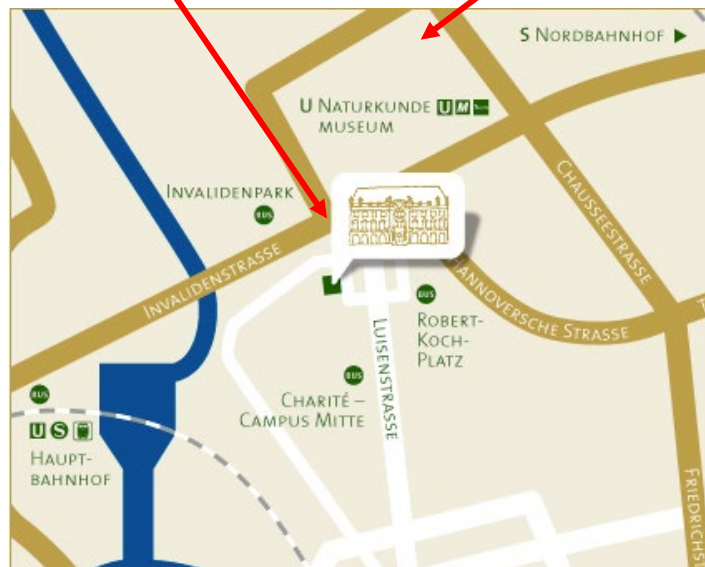 S NORDBAHNHOF
U NATURKUNDE
MUSEUM
U M
INVALIDENPARK
BUS
CHAUSSEESTRASSE
INVALIDENSTRASSE
HANNOVERSCHE STRASSE
BUS
ROBERT-
KOCH-
PLATZ
LUISENSTRASSE
BUS
CHARITÉ –
CAMPUS MITTE
BUS
U S
HAUPT-
BAHNHOF